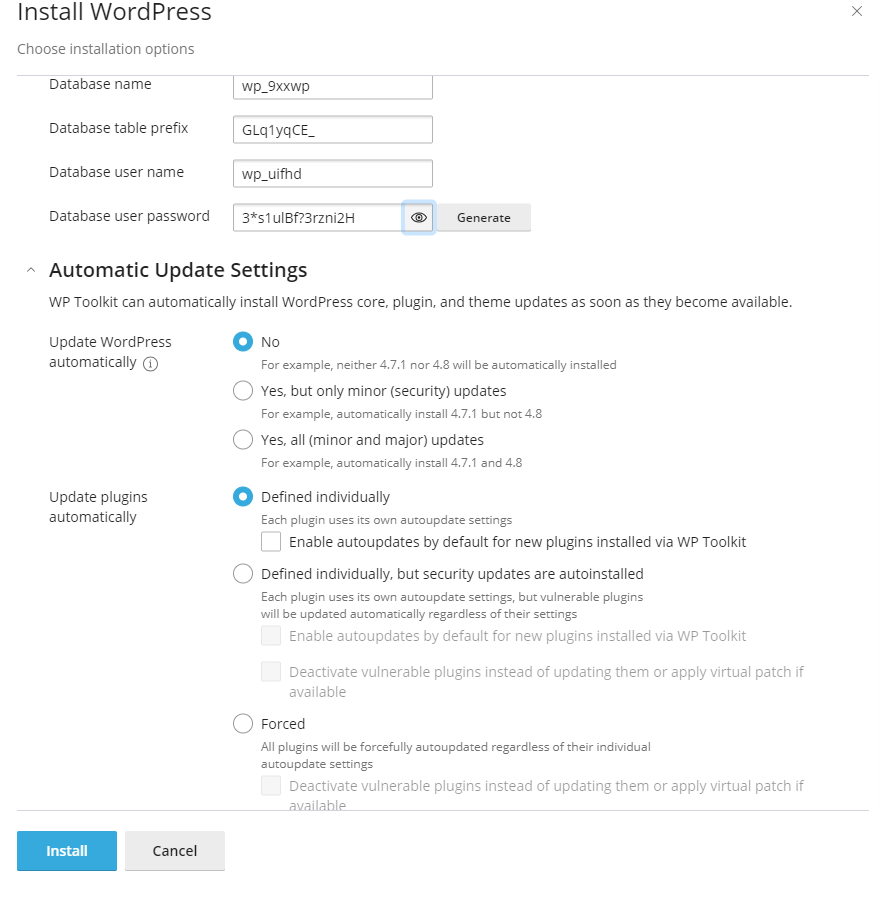 Install WordPress
Choose installation options
Database name
wp_9xxwp
Database table prefix
GLq1yqCE_
Database user name
wp_uifhd
Database user password
3*s1ulBf?3rzni2H
Generate
Automatic Update Settings
WP Toolkit can automatically install WordPress core, plugin, and theme updates as soon as they become available.
Update WordPress
automatically
No
For example, neither 4.7.1 nor 4.8 will be automatically installed
Yes, but only minor (security) updates
For example, automatically install 4.7.1 but not 4.8
Yes, all (minor and major) updates
For example, automatically install 4.7.1 and 4.8
Update plugins
automatically
Defined individually
Each plugin uses its own autoupdate settings
Enable autoupdates by default for new plugins installed via WP Toolkit
Defined individually, but security updates are autoinstalled
Each plugin uses its own autoupdate settings, but vulnerable plugins
will be updated automatically regardless of their settings
Enable autoupdates by default for new plugins installed via WP Toolkit
Deactivate vulnerable plugins instead of updating them or apply virtual patch if
available
Forced
All plugins will be forcefully autoupdated regardless of their individual
autoupdate settings
Deactivate vulnerable plugins instead of updating them or apply virtual patch if
available
Install
Cancel